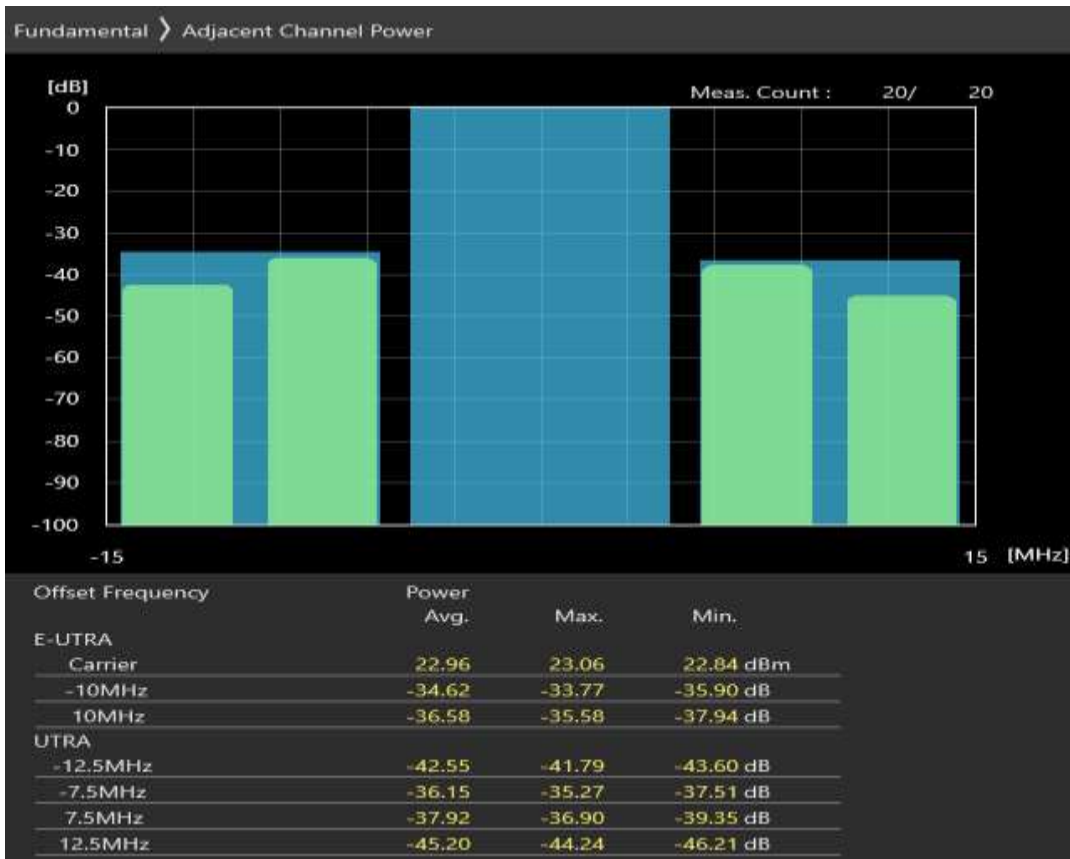 Fundamental 》 Adjacent Channel Power
[dB]
Meas. Count : 20/ 20
0
-10
-20
-30
-40
-50
-60
-70
-80
-90
-100
-15 15 [MHz]
Offset Frequency Power
Avg. Max. Min.
E-UTRA
Carrier 22.96 23.06 22.84 dBm
-10MHz -34.62 -33.77 -35.90 dB
10MHz -36.58 -35.58 -37.94 dB
UTRA
-12.5MHz -42.55 -41.79 -43.60 dB
-7.5MHz -36.15 -35.27 -37.51 dB
7.5MHz -37.92 -36.90 -39.35 dB
12.5MHz -45.20 -44.24 -46.21 dB